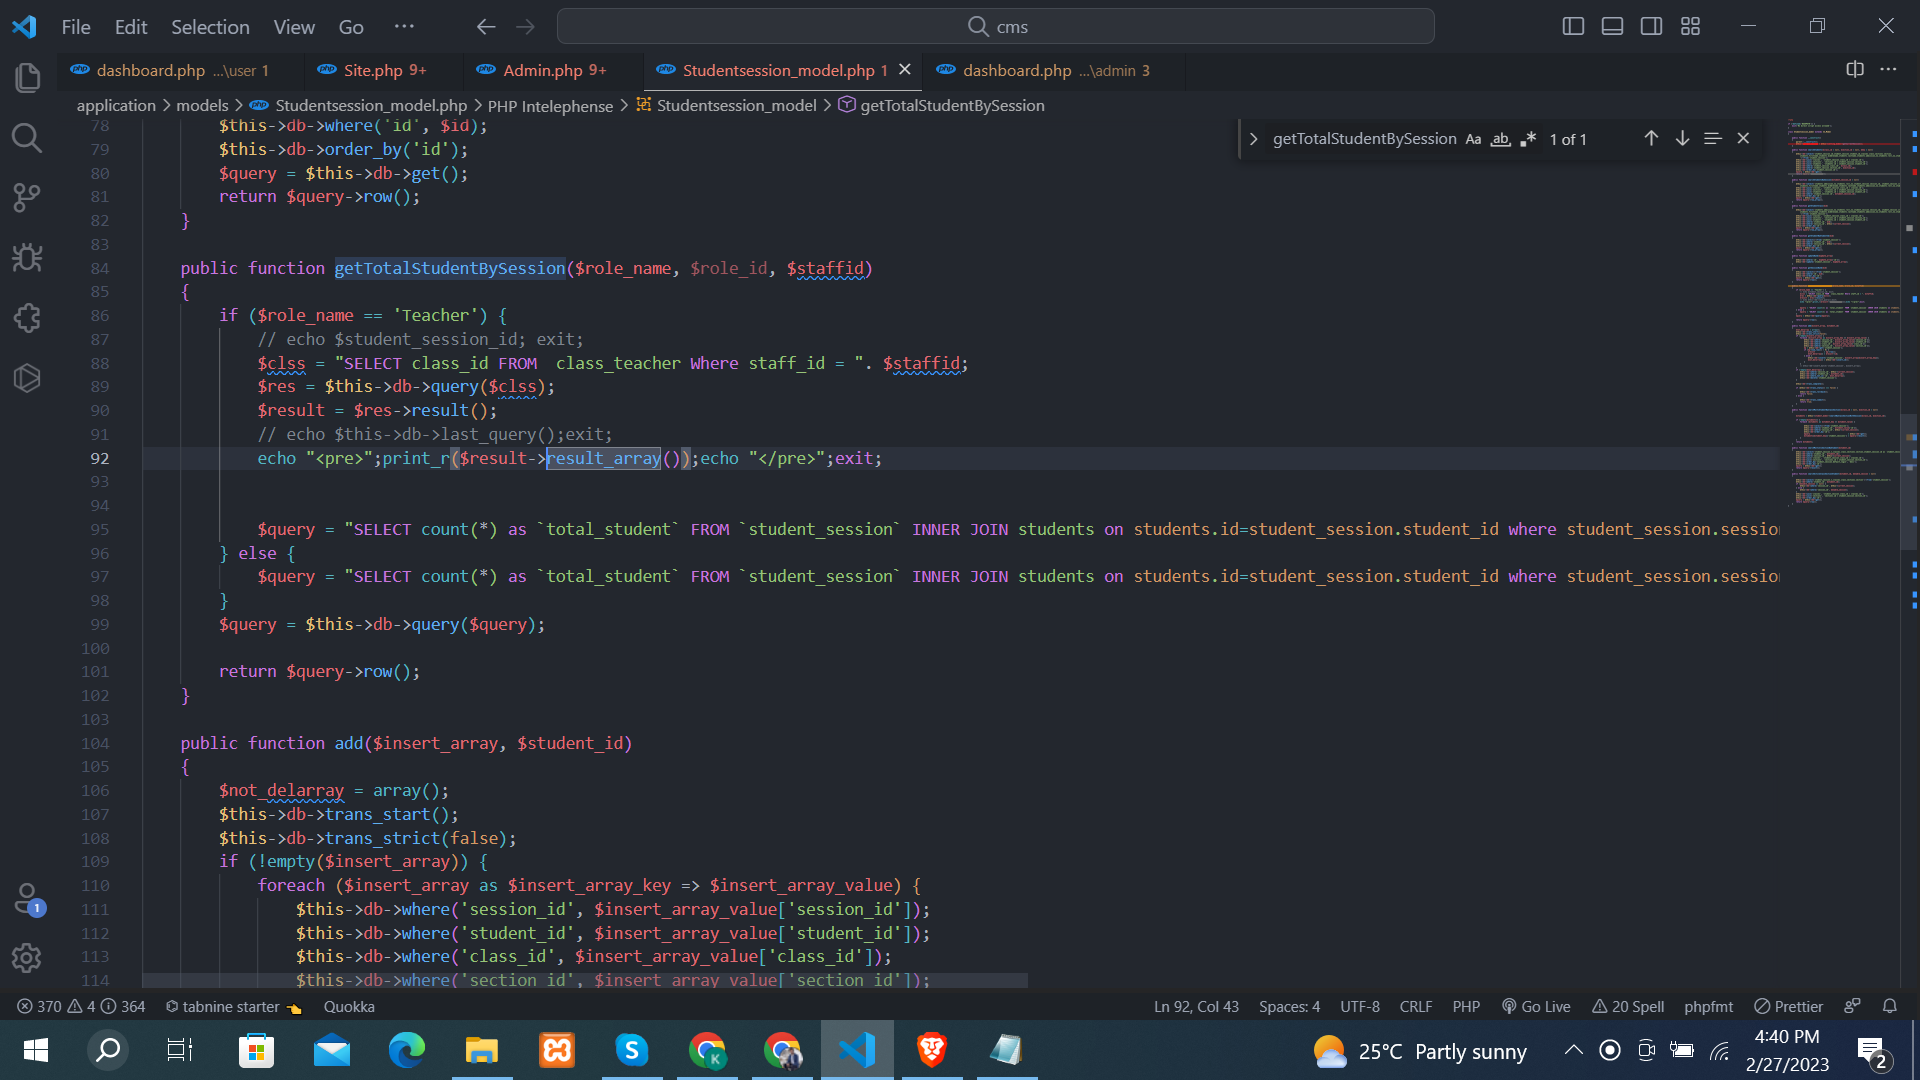 File Edit Selection View Go ··· cms
dashboard.php ...\user 1 Site.php 9+ Admin.php 9+ Studentsession_model.php 1 dashboard.php ...\admin 3
application > models > Studentsession_model.php > PHP Intelephense > Studentsession_model > getTotalStudentBySession
getTotalStudentBySession Aa ab 1 of 1
78 $this->db->where('id', $id);
79 $this->db->order_by('id');
80 $query = $this->db->get();
81 return $query->row();
82 }
83
84 public function getTotalStudentBySession($role_name, $role_id, $staffid)
85 {
86 if ($role_name == 'Teacher') {
87 // echo $student_session_id; exit;
88 $clss = "SELECT class_id FROM  class_teacher Where staff_id = ". $staffid;
89 $res = $this->db->query($clss);
90 $result = $res->result();
91 // echo $this->db->last_query();exit;
92 echo "<pre>";print_r($result->result_array());echo "</pre>";exit;
93
94
95 $query = "SELECT count(*) as `total_student` FROM `student_session` INNER JOIN students on students.id=student_session.student_id where student_session.session
96 } else {
97 $query = "SELECT count(*) as `total_student` FROM `student_session` INNER JOIN students on students.id=student_session.student_id where student_session.session
98 }
99 $query = $this->db->query($query);
100
101 return $query->row();
102 }
103
104 public function add($insert_array, $student_id)
105 {
106 $not_delarray = array();
107 $this->db->trans_start();
108 $this->db->trans_strict(false);
109 if (!empty($insert_array)) {
110 foreach ($insert_array as $insert_array_key => $insert_array_value) {
111 $this->db->where('session_id', $insert_array_value['session_id']);
112 $this->db->where('student_id', $insert_array_value['student_id']);
113 $this->db->where('class_id', $insert_array_value['class_id']);
114 $this->db->where('section_id', $insert_array_value['section_id']);
1
370 4 364 tabnine starter Quokka Ln 92, Col 43 Spaces: 4 UTF-8 CRLF PHP Go Live 20 Spell phpfmt Prettier
S K 25°C Partly sunny 4:40 PM
2/27/2023 2